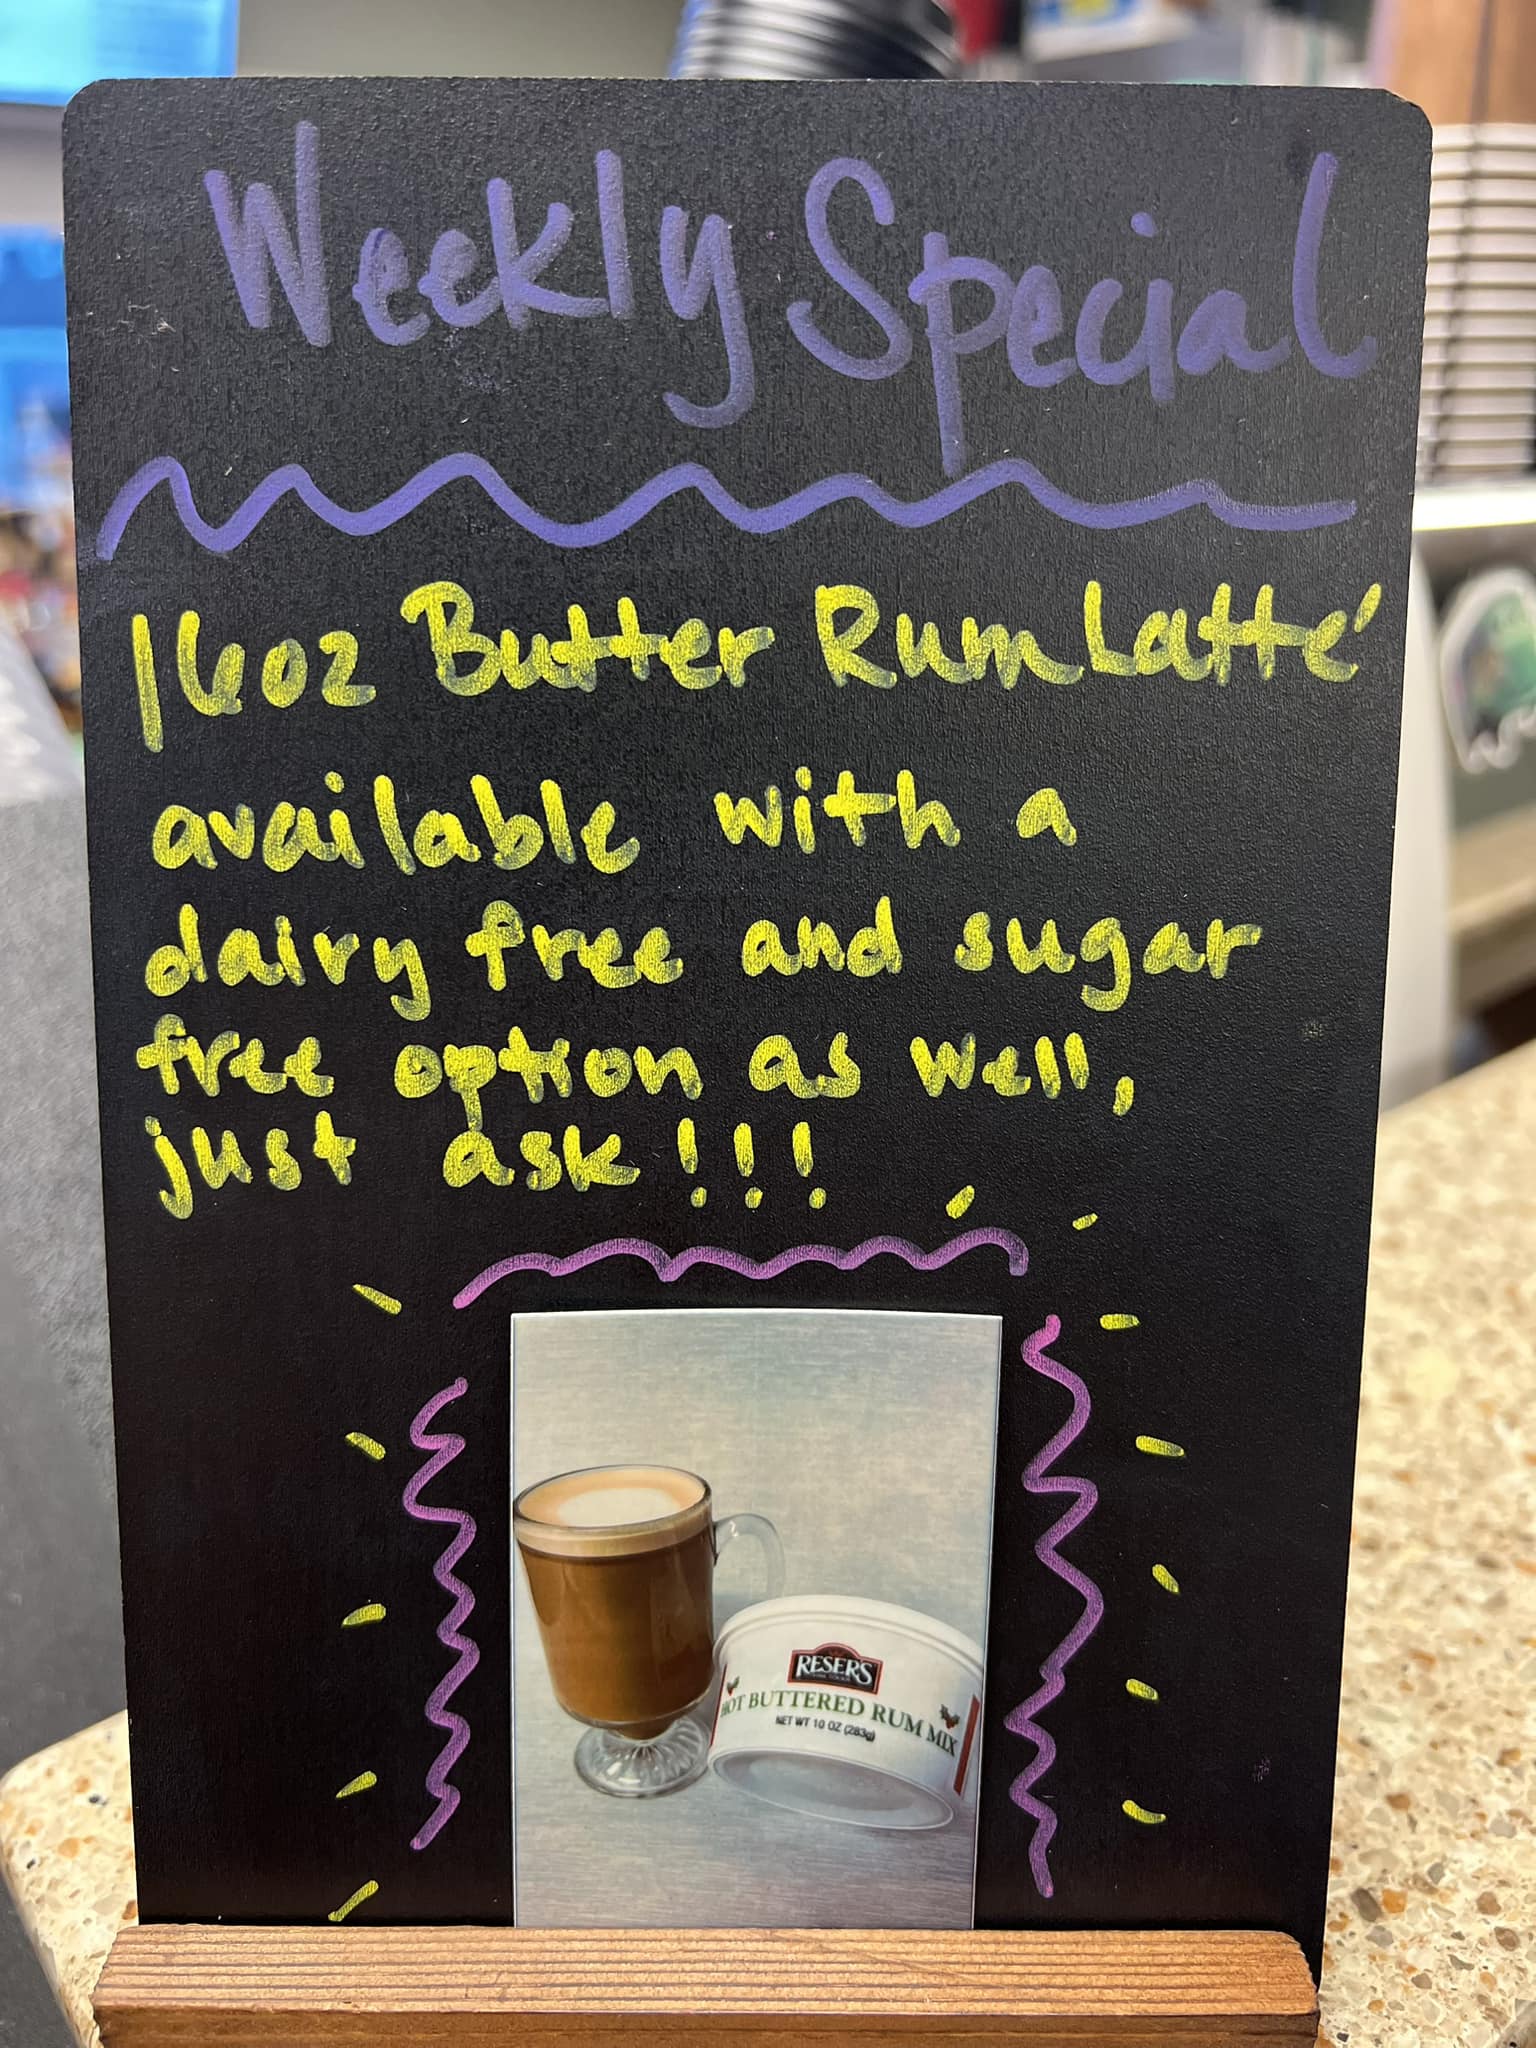 Weekly Special
16oz Butter Rum Latté
available with a
dairy free and sugar
free option as well,
just ask!!!
RESER'S
HOT BUTTERED RUM MIX
NET WT 10 OZ (283g)